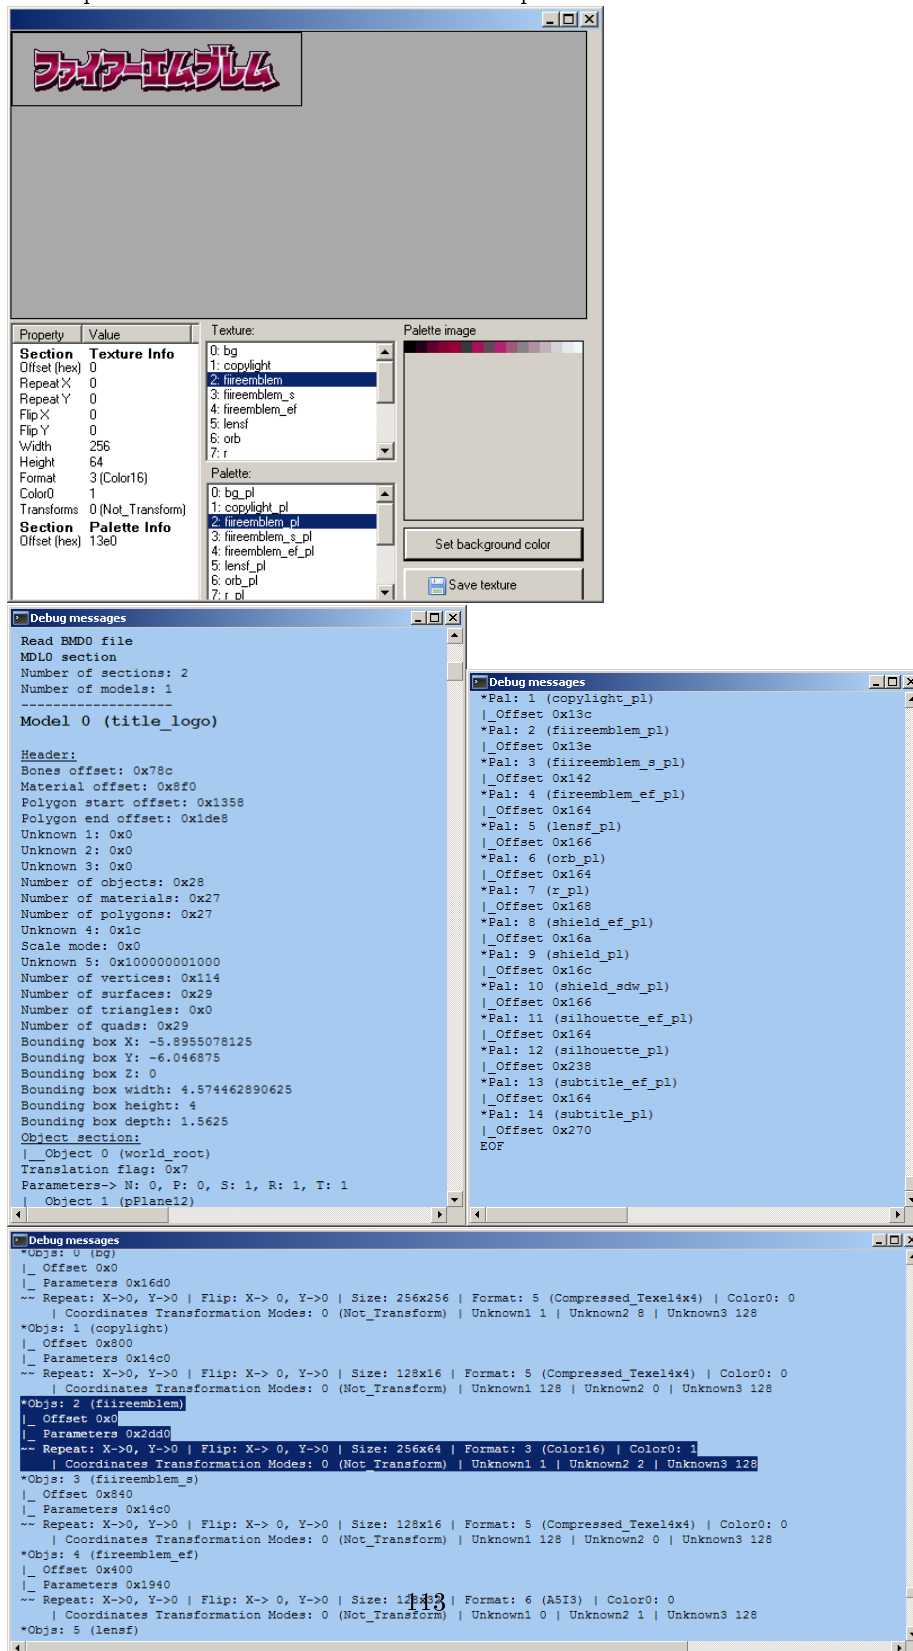 ファイアーエムブレム
Property Value
Section Texture Info
Offset (hex) 0
Repeat X 0
Repeat Y 0
Flip X 0
Flip Y 0
Width 256
Height 64
Format 3 (Color16)
Color0 1
Transforms 0 (Not_Transform)
Section Palette Info
Offset (hex) 13e0
Texture:
0: bg
1: copylight
2: fiireemblem
3: fiireemblem_s
4: fireemblem_ef
5: lensf
6: orb
7: r
Palette:
0: bg_pl
1: copylight_pl
2: fiireemblem_pl
3: fiireemblem_s_pl
4: fireemblem_ef_pl
5: lensf_pl
6: orb_pl
7: r_pl
Palette image
Set background color
Save texture
Debug messages
Read BMD0 file
MDL0 section
Number of sections: 2
Number of models: 1
-------------------
Model 0 (title_logo)
Header:
Bones offset: 0x78c
Material offset: 0x8f0
Polygon start offset: 0x1358
Polygon end offset: 0x1de8
Unknown 1: 0x0
Unknown 2: 0x0
Unknown 3: 0x0
Number of objects: 0x28
Number of materials: 0x27
Number of polygons: 0x27
Unknown 4: 0x1c
Scale mode: 0x0
Unknown 5: 0x100000001000
Number of vertices: 0x114
Number of surfaces: 0x29
Number of triangles: 0x0
Number of quads: 0x29
Bounding box X: -5.8955078125
Bounding box Y: -6.046875
Bounding box Z: 0
Bounding box width: 4.574462890625
Bounding box height: 4
Bounding box depth: 1.5625
Object section:
|__Object 0 (world_root)
Translation flag: 0x7
Parameters-> N: 0, P: 0, S: 1, R: 1, T: 1
|__Object 1 (pPlane12)
Debug messages
*Pal: 1 (copylight_pl)
|_Offset 0x13c
*Pal: 2 (fiireemblem_pl)
|_Offset 0x13e
*Pal: 3 (fiireemblem_s_pl)
|_Offset 0x142
*Pal: 4 (fireemblem_ef_pl)
|_Offset 0x164
*Pal: 5 (lensf_pl)
|_Offset 0x166
*Pal: 6 (orb_pl)
|_Offset 0x164
*Pal: 7 (r_pl)
|_Offset 0x168
*Pal: 8 (shield_ef_pl)
|_Offset 0x16a
*Pal: 9 (shield_pl)
|_Offset 0x16c
*Pal: 10 (shield_sdw_pl)
|_Offset 0x166
*Pal: 11 (silhouette_ef_pl)
|_Offset 0x164
*Pal: 12 (silhouette_pl)
|_Offset 0x238
*Pal: 13 (subtitle_ef_pl)
|_Offset 0x164
*Pal: 14 (subtitle_pl)
|_Offset 0x270
EOF
Debug messages
*Objs: 0 (bg)
|_ Offset 0x0
|_ Parameters 0x16d0
~~ Repeat: X->0, Y->0 | Flip: X-> 0, Y->0 | Size: 256x256 | Format: 5 (Compressed_Texel4x4) | Color0: 0
| Coordinates Transformation Modes: 0 (Not_Transform) | Unknown1 1 | Unknown2 8 | Unknown3 128
*Objs: 1 (copylight)
|_ Offset 0x800
|_ Parameters 0x14c0
~~ Repeat: X->0, Y->0 | Flip: X-> 0, Y->0 | Size: 128x16 | Format: 5 (Compressed_Texel4x4) | Color0: 0
| Coordinates Transformation Modes: 0 (Not_Transform) | Unknown1 128 | Unknown2 0 | Unknown3 128
*Objs: 2 (fiireemblem)
|_ Offset 0x0
|_ Parameters 0x2dd0
~~ Repeat: X->0, Y->0 | Flip: X-> 0, Y->0 | Size: 256x64 | Format: 3 (Color16) | Color0: 1
| Coordinates Transformation Modes: 0 (Not_Transform) | Unknown1 1 | Unknown2 2 | Unknown3 128
*Objs: 3 (fiireemblem_s)
|_ Offset 0x840
|_ Parameters 0x14c0
~~ Repeat: X->0, Y->0 | Flip: X-> 0, Y->0 | Size: 128x16 | Format: 5 (Compressed_Texel4x4) | Color0: 0
| Coordinates Transformation Modes: 0 (Not_Transform) | Unknown1 128 | Unknown2 0 | Unknown3 128
*Objs: 4 (fireemblem_ef)
|_ Offset 0x400
|_ Parameters 0x1940
~~ Repeat: X->0, Y->0 | Flip: X-> 0, Y->0 | Size: 128x32 | Format: 6 (A5I3) | Color0: 0
113
| Coordinates Transformation Modes: 0 (Not_Transform) | Unknown1 0 | Unknown2 1 | Unknown3 128
*Objs: 5 (lensf)